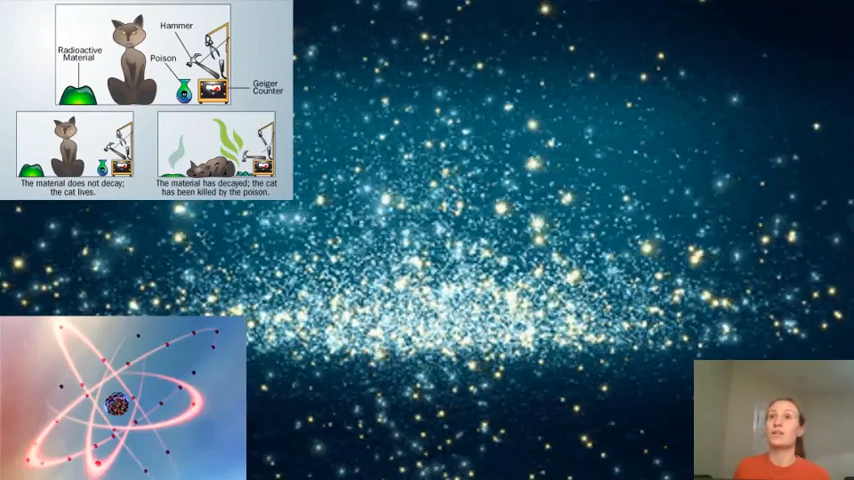 Hammer
Radioactive
Material
Poison
Geiger
Counter
The material does not decay;
the cat lives.
The material has decayed; the cat
has been killed by the poison.